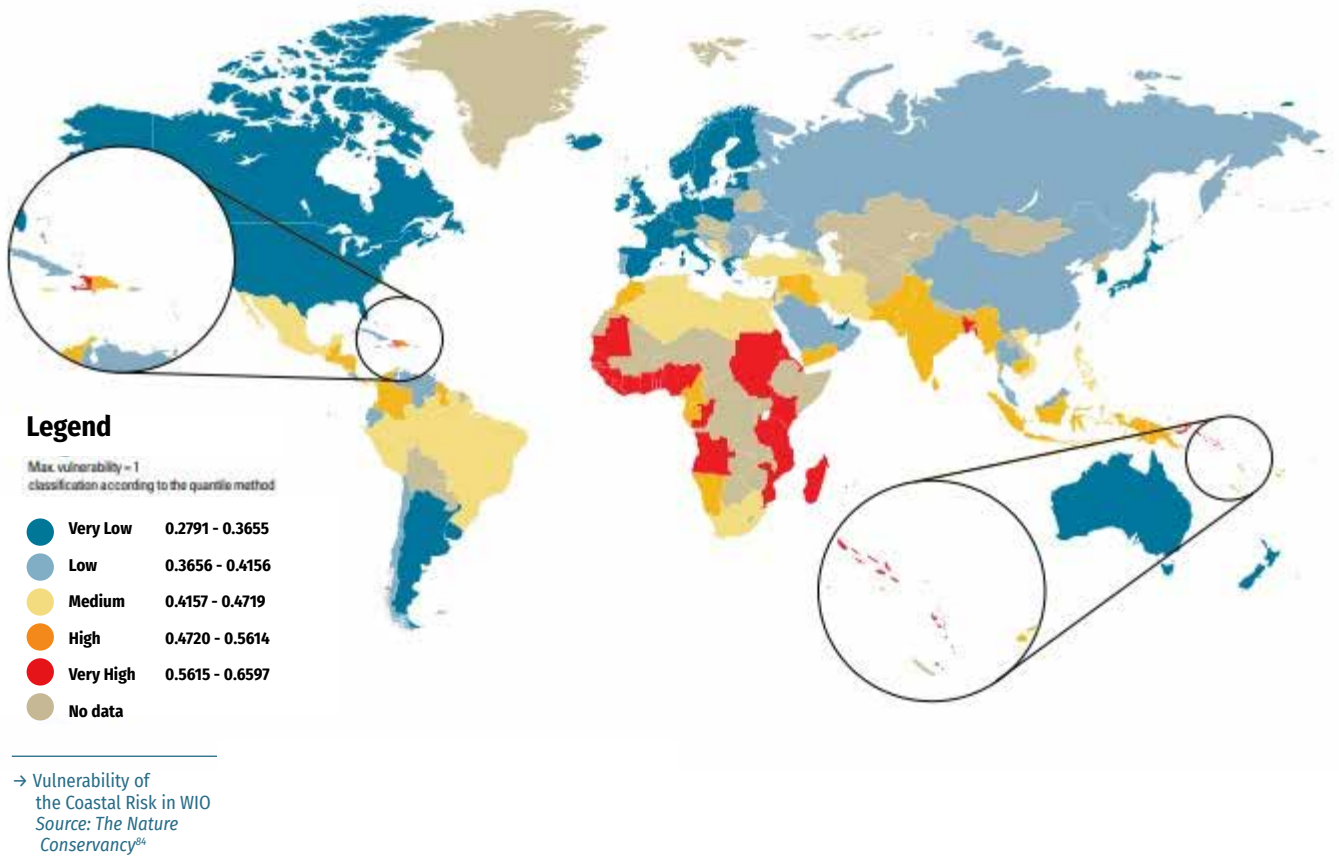 Legend
Max. vulnerability = 1
classification according to the quantile method
Very Low 0.2791 - 0.3655
Low 0.3656 - 0.4156
Medium 0.4157 - 0.4719
High 0.4720 - 0.5614
Very High 0.5615 - 0.6597
No data
→ Vulnerability of
the Coastal Risk in WIO
Source: The Nature
Conservancy⁸⁴